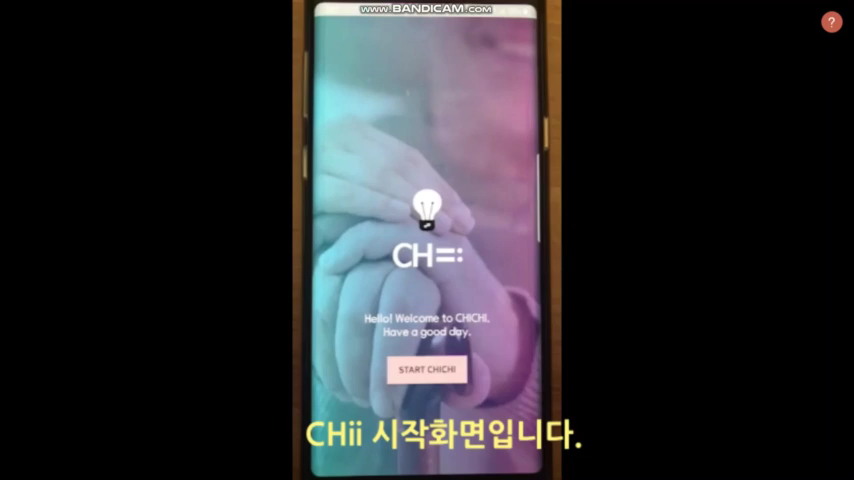 www.BANDICAM.com
?
CH=:
Hello! Welcome to CHICHI.
Have a good day.
START CHICHI
CHii 시작화면입니다.